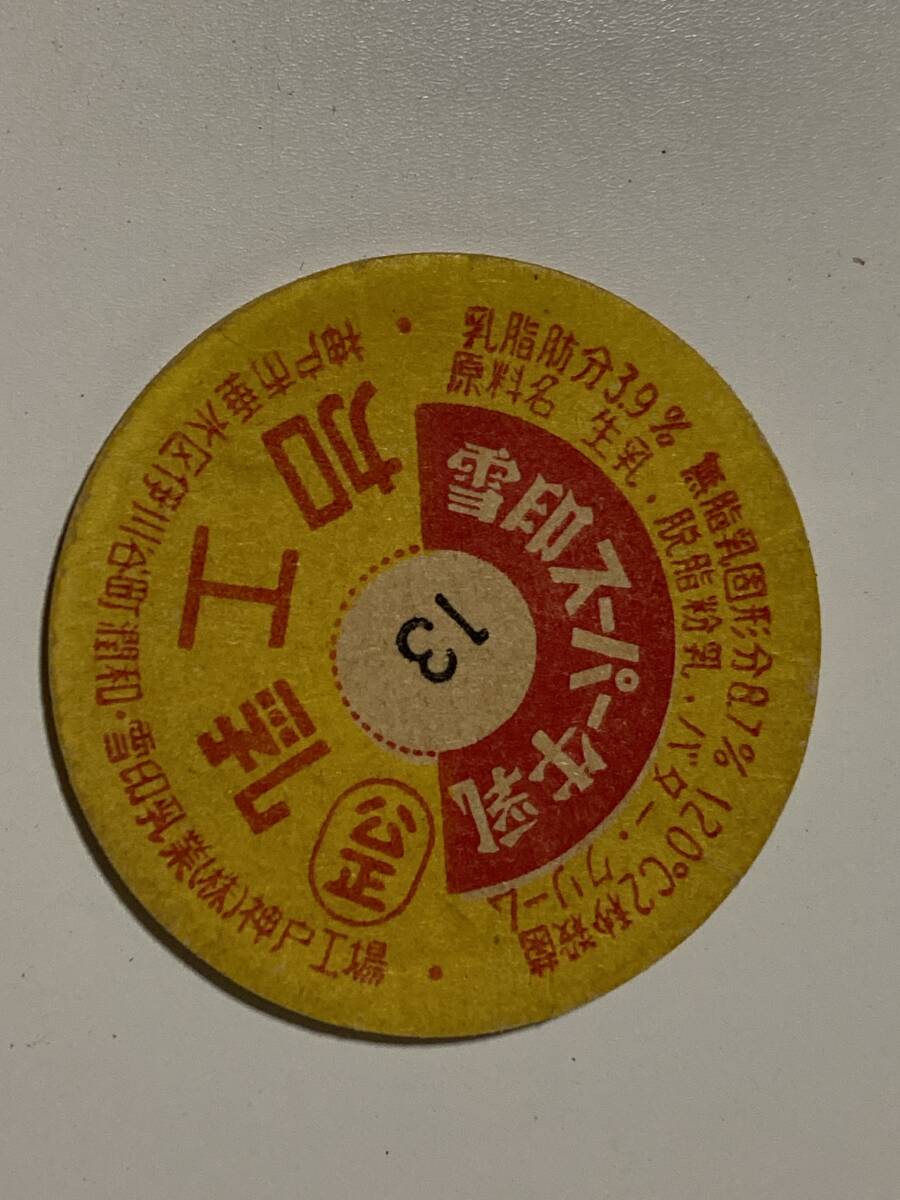 乳脂肪分3.9% 無脂乳固形分8.7% 120℃2秒殺菌
原料名 生乳・脱脂粉乳・バター・クリーム
雪印スーパー牛乳
13
加工乳
公正
神戸市垂水区伊川谷町潤和・雪印乳業(株)神戸工場